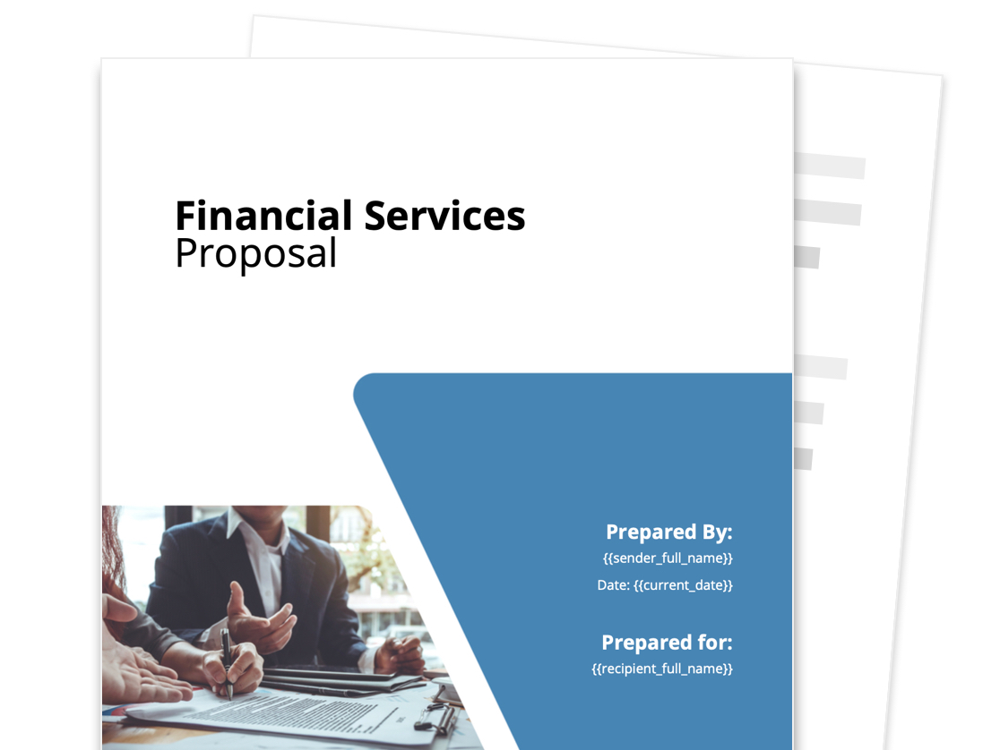 Financial Services
Proposal
Prepared By:
{{sender_full_name}}
Date: {{current_date}}
Prepared for:
{{recipient_full_name}}